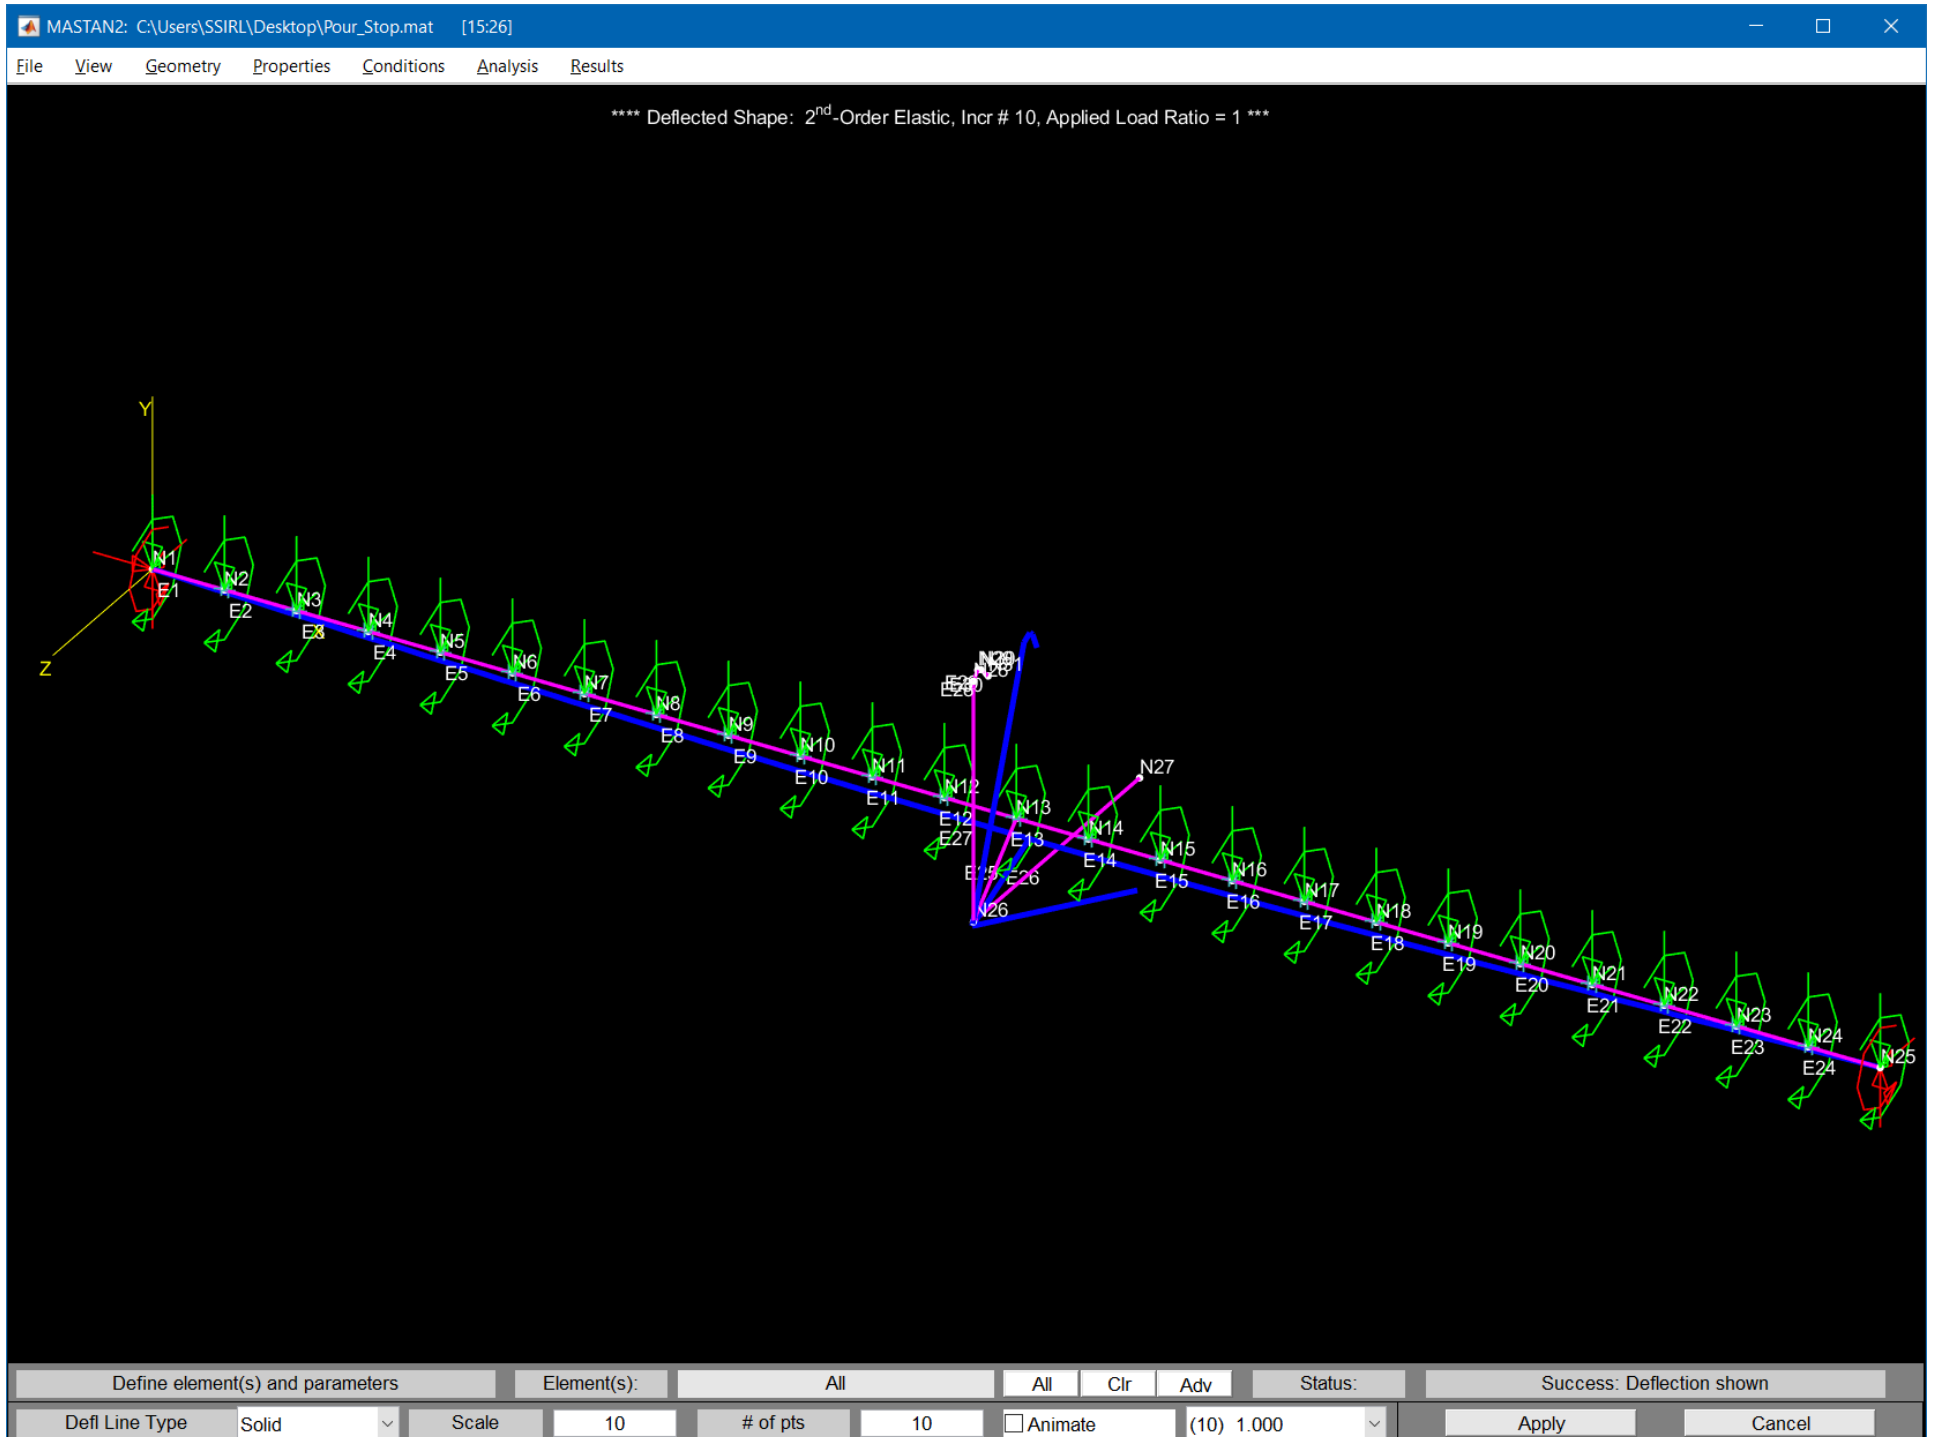 MASTAN2: C:\Users\SSIRL\Desktop\Pour_Stop.mat [15:26]
File View Geometry Properties Conditions Analysis Results
**** Deflected Shape: 2nd-Order Elastic, Incr # 10, Applied Load Ratio = 1 ***
Y
Z
X
N1
E1
N2
E2
N3
E3
N4
E4
N5
E5
N6
E6
N7
E7
N8
E8
N9
E9
N10
E10
N11
E11
N12
E12
E27
N13
E13
E25
E26
N26
N27
N14
E14
N15
E15
N16
E16
N17
E17
N18
E18
N19
E19
N20
E20
N21
E21
N22
E22
N23
E23
N24
E24
N25
Define element(s) and parameters Element(s): All All Clr Adv Status: Success: Deflection shown
Defl Line Type Solid Scale 10 # of pts 10 Animate (10) 1.000 Apply Cancel